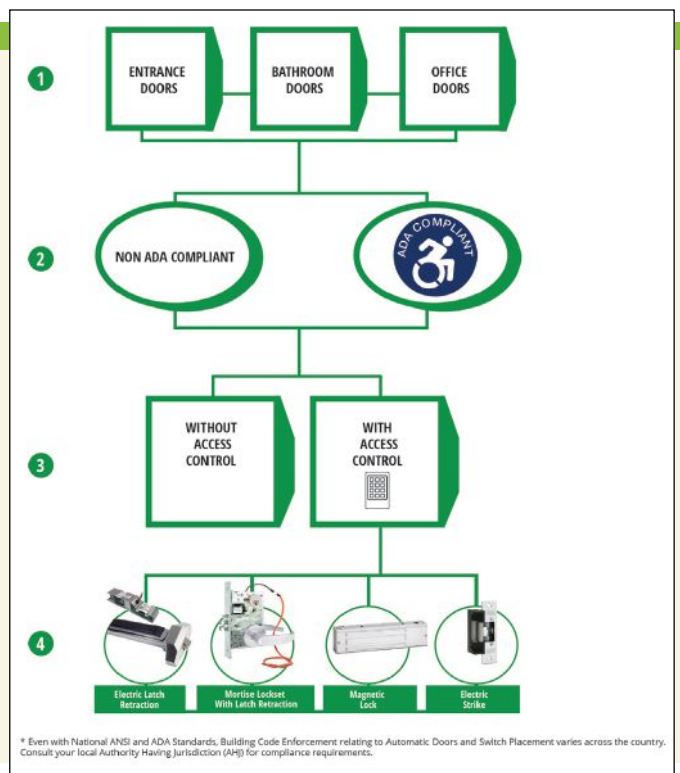 1
ENTRANCE
DOORS
BATHROOM
DOORS
OFFICE
DOORS
2
NON ADA COMPLIANT
ADA COMPLIANT
3
WITHOUT
ACCESS
CONTROL
WITH
ACCESS
CONTROL
4
Electric Latch
Retraction
Mortise Lockset
With Latch Retraction
Magnetic
Lock
Electric
Strike
* Even with National ANSI and ADA Standards, Building Code Enforcement relating to Automatic Doors and Switch Placement varies across the country.
Consult your local Authority Having Jurisdiction (AHJ) for compliance requirements.